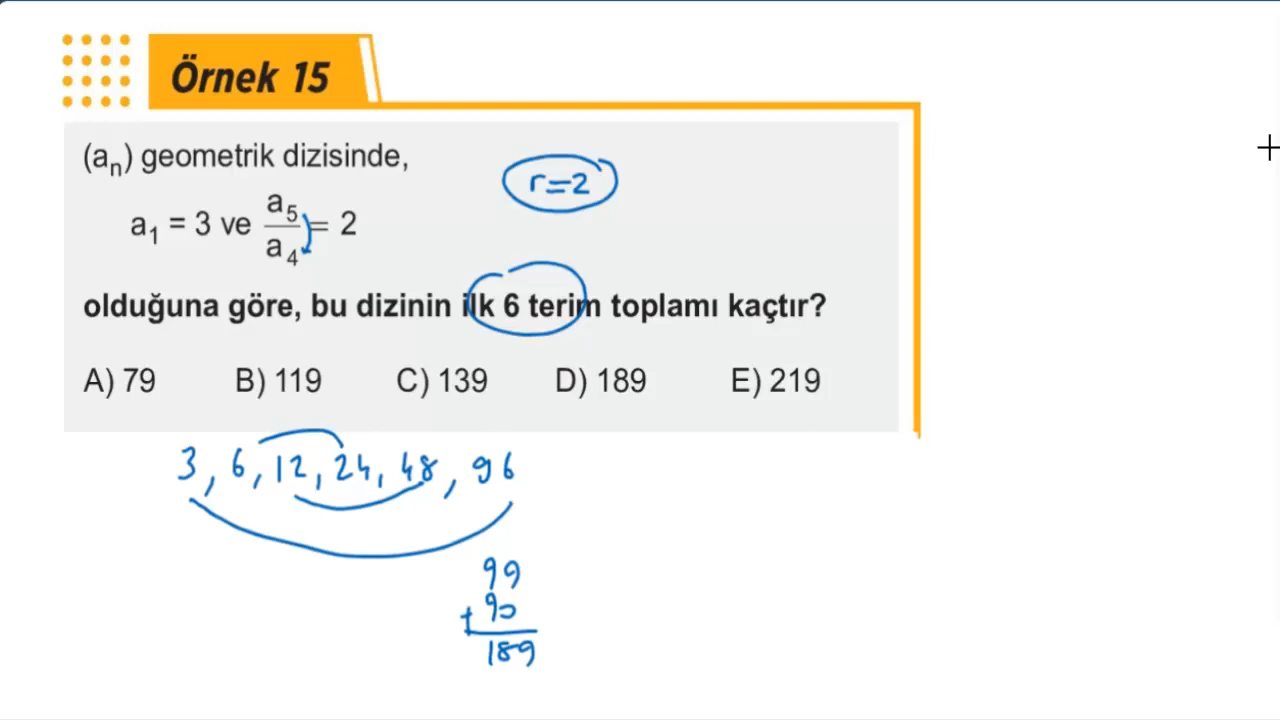 Örnek 15
(aₙ) geometrik dizisinde,
r=2
a₁ = 3 ve a₅/a₄ = 2
olduğuna göre, bu dizinin ilk 6 terim toplamı kaçtır?
A) 79 B) 119 C) 139 D) 189 E) 219
3, 6, 12, 24, 48, 96
99
+ 90
189